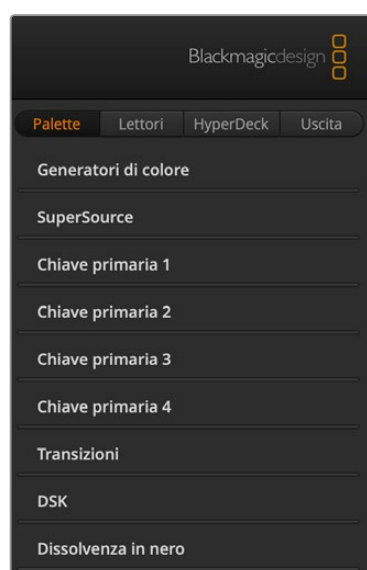 Blackmagicdesign
Palette Lettori HyperDeck Uscita
Generatori di colore
SuperSource
Chiave primaria 1
Chiave primaria 2
Chiave primaria 3
Chiave primaria 4
Transizioni
DSK
Dissolvenza in nero